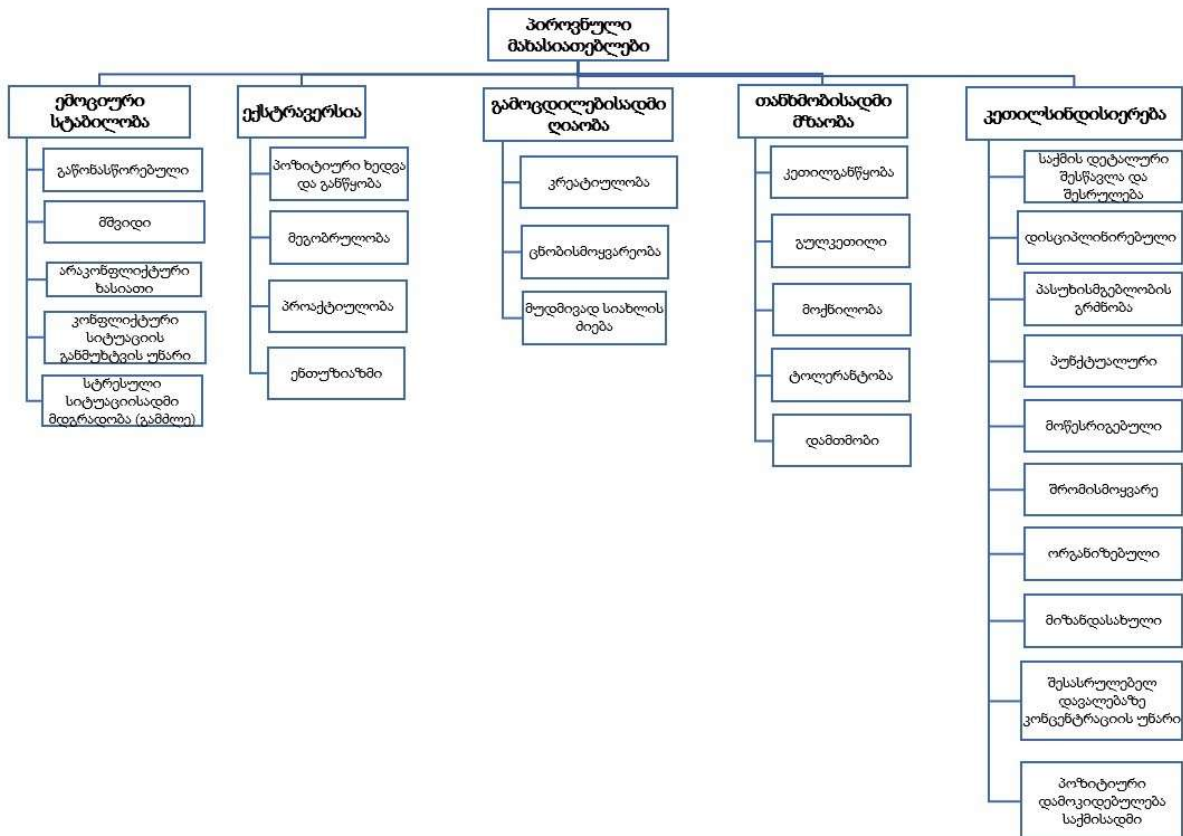 პიროვნული
მახასიათებლები
ემოციური
სტაბილობა
გაწონასწორებული
მშვიდი
არაკონფლიქტური
ხასიათი
კონფლიქტური
სიტუაციის
განმუხტვის უნარი
სტრესული
სიტუაციისადმი
მდგრადობა (გამძლე)
ექსტრავერსია
პოზიტიური ხედვა
და განწყობა
მეგობრულობა
პროაქტიულობა
ენთუზიაზმი
გამოცდილებისადმი
ღიაობა
კრეატიულობა
ცნობისმოყვარეობა
მუდმივად სიახლის
ძიება
თანხმობისადმი
მზაობა
კეთილგანწყობა
გულკეთილი
მოქნილობა
ტოლერანტობა
დამთმობი
კეთილსინდისიერება
საქმის დეტალური
შესწავლა და
შესრულება
დისციპლინირებული
პასუხისმგებლობის
გრძნობა
პუნქტუალური
მოწესრიგებული
შრომისმოყვარე
ორგანიზებული
მიზანდასახული
შესასრულებელ
დავალებაზე
კონცენტრაციის უნარი
პოზიტიური
დამოკიდებულება
საქმისადმი